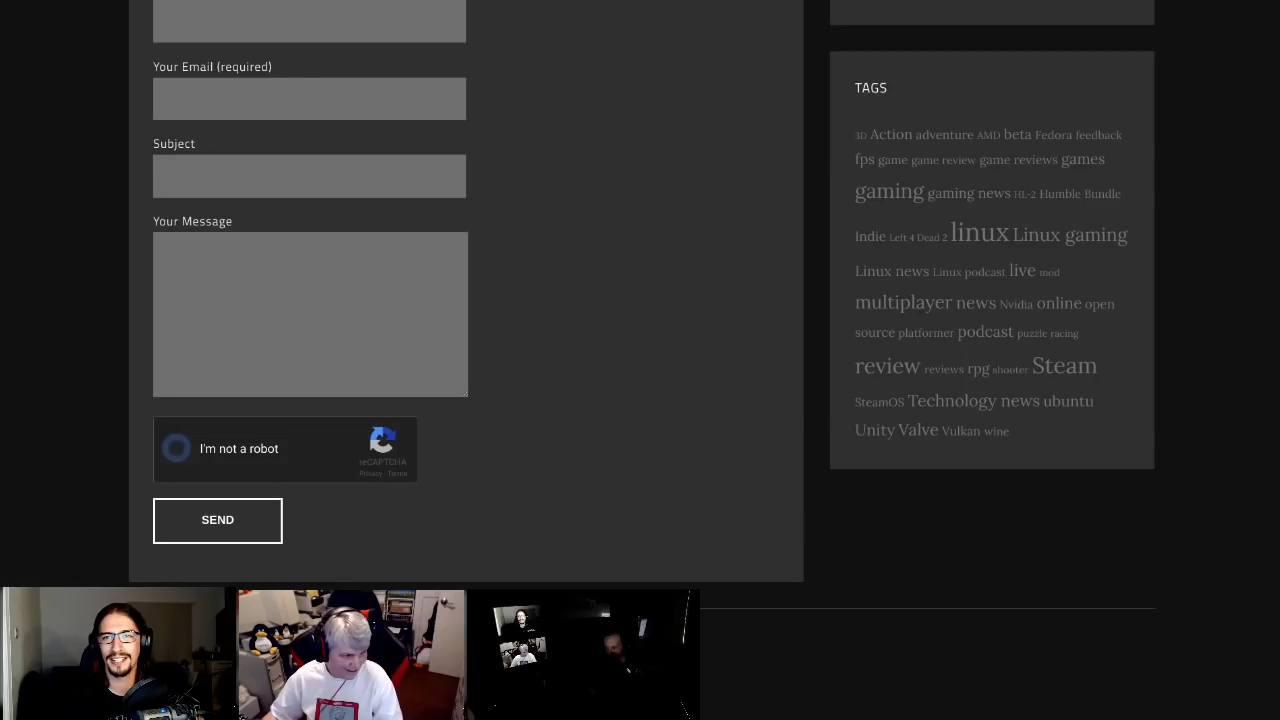 Your Email (required)
Subject
Your Message
I'm not a robot
reCAPTCHA
Privacy - Terms
SEND
TAGS
3D Action adventure AMD beta Fedora feedback
fps game game review game reviews games
gaming gaming news HL-2 Humble Bundle
Indie Left 4 Dead 2 linux Linux gaming
Linux news Linux podcast live mod
multiplayer news Nvidia online open
source platformer podcast puzzle racing
review reviews rpg shooter Steam
SteamOS Technology news ubuntu
Unity Valve Vulkan wine